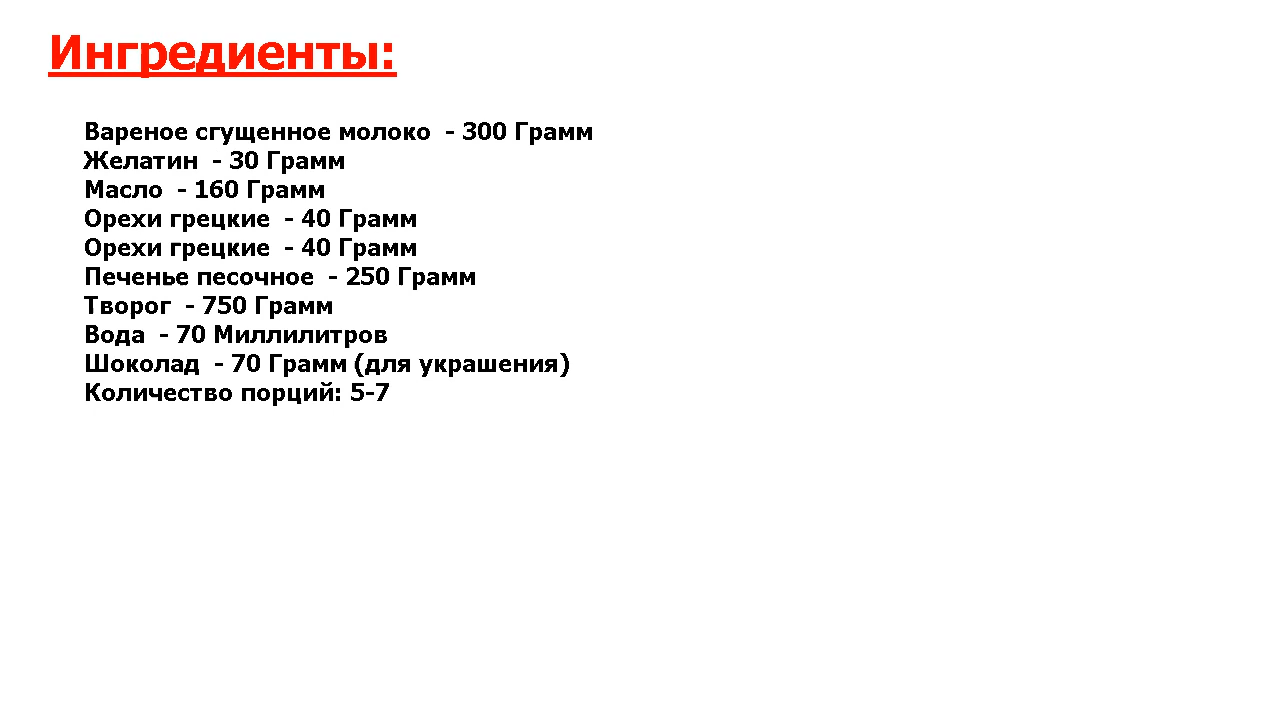 Ингредиенты:
Вареное сгущенное молоко - 300 Грамм
Желатин - 30 Грамм
Масло - 160 Грамм
Орехи грецкие - 40 Грамм
Орехи грецкие - 40 Грамм
Печенье песочное - 250 Грамм
Творог - 750 Грамм
Вода - 70 Миллилитров
Шоколад - 70 Грамм (для украшения)
Количество порций: 5-7